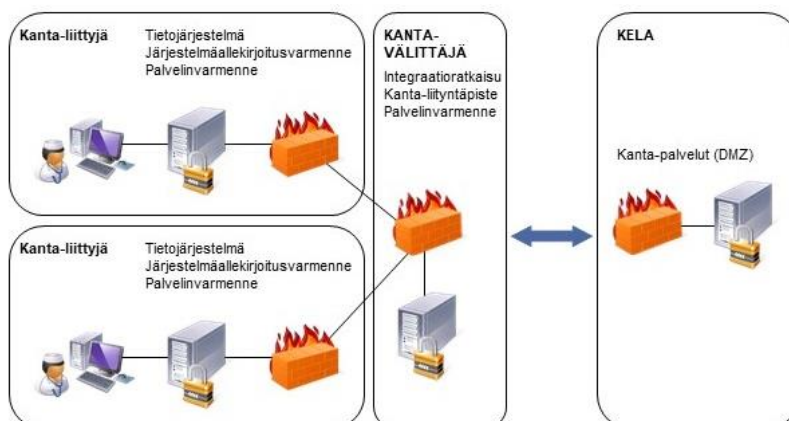 Kanta-liittyjä
Tietojärjestelmä
Järjestelmäallekirjoitusvarmenne
Palvelinvarmenne
Kanta-liittyjä
Tietojärjestelmä
Järjestelmäallekirjoitusvarmenne
Palvelinvarmenne
KANTA-
VÄLITTÄJÄ
Integraatioratkaisu
Kanta-liityntäpiste
Palvelinvarmenne
KELA
Kanta-palvelut (DMZ)